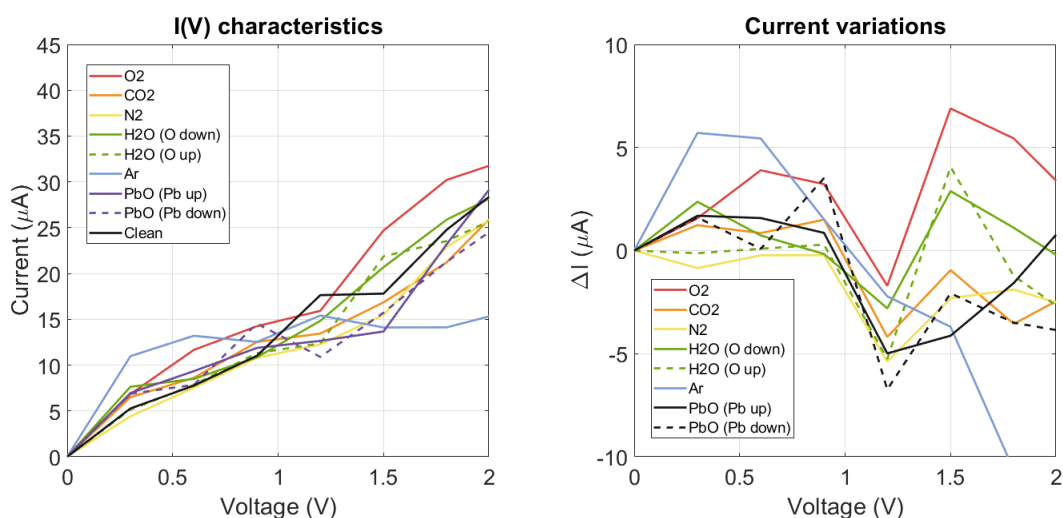 I(V) characteristics
45
40
35
30
25
20
15
10
5
0
Current (μA)
O2
CO2
N2
H2O (O down)
H2O (O up)
Ar
PbO (Pb up)
PbO (Pb down)
Clean
0 0.5 1 1.5 2
Voltage (V)
Current variations
10
5
0
-5
-10
ΔI (μA)
O2
CO2
N2
H2O (O down)
H2O (O up)
Ar
PbO (Pb up)
PbO (Pb down)
0 0.5 1 1.5 2
Voltage (V)